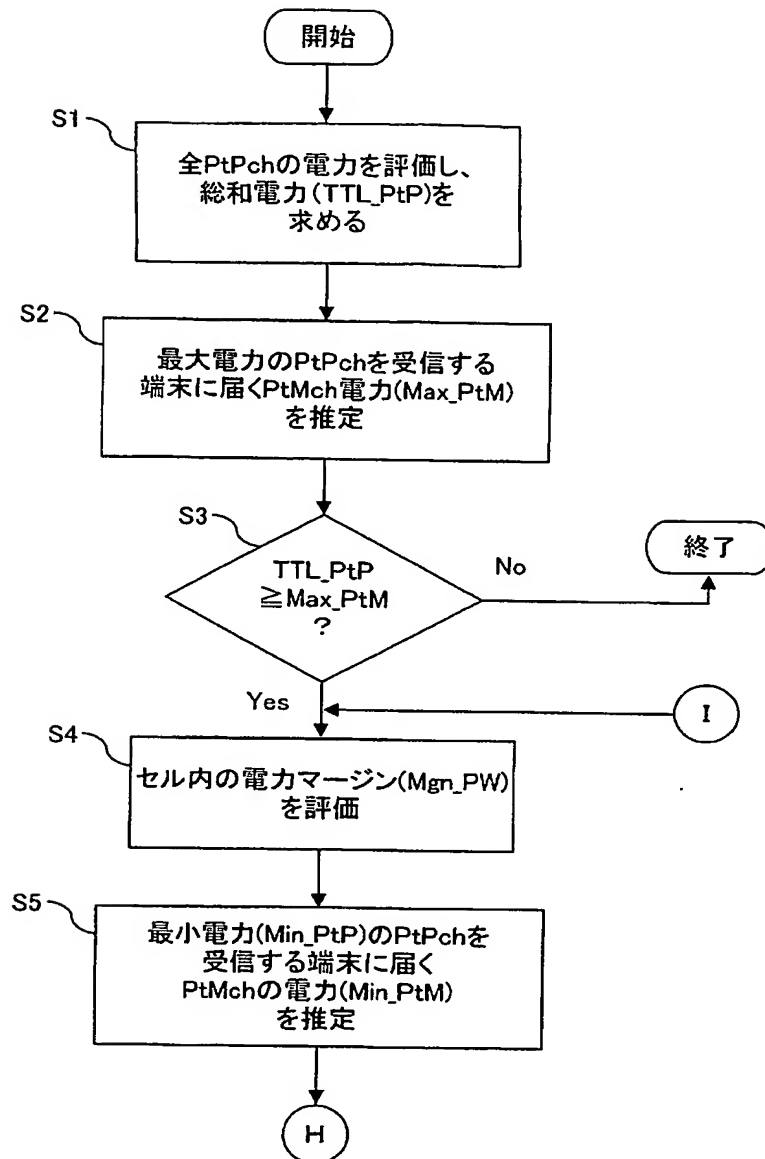 開始
S1
全PtPchの電力を評価し、
総和電力(TTL_PtP)を
求める
S2
最大電力のPtPchを受信する
端末に届くPtMch電力(Max_PtM)
を推定
S3
TTL_PtP
≧Max_PtM
?
No
終了
Yes
I
S4
セル内の電力マージン(Mgn_PW)
を評価
S5
最小電力(Min_PtP)のPtPchを
受信する端末に届く
PtMchの電力(Min_PtM)
を推定
H